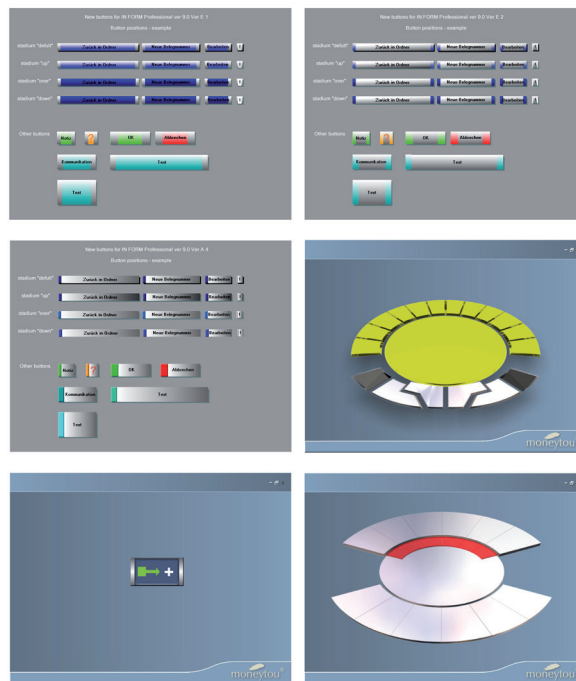 New buttons for IN FORM Professional ver 9.0 Ver E 1
Button positions - example
stadium "default" Zurück in Ordner Neue Belegnummer Bearbeiten
stadium "up" Zurück in Ordner Neue Belegnummer Bearbeiten
stadium "over" Zurück in Ordner Neue Belegnummer Bearbeiten
stadium "down" Zurück in Ordner Neue Belegnummer Bearbeiten
Other buttons Notiz ? OK Abbrechen
Kommunikation Text
Text
New buttons for IN FORM Professional ver 9.0 Ver E 2
Button positions - example
stadium "default" Zurück in Ordner Neue Belegnummer Bearbeiten
stadium "up" Zurück in Ordner Neue Belegnummer Bearbeiten
stadium "over" Zurück in Ordner Neue Belegnummer Bearbeiten
stadium "down" Zurück in Ordner Neue Belegnummer Bearbeiten
Other buttons Notiz OK Abbrechen
Kommunikation Text
Text
New buttons for IN FORM Professional ver 9.0 Ver A 4
Button positions - example
stadium "default" Zurück in Ordner Neue Belegnummer Bearbeiten
stadium "up" Zurück in Ordner Neue Belegnummer Bearbeiten
stadium "over" Zurück in Ordner Neue Belegnummer Bearbeiten
stadium "down" Zurück in Ordner Neue Belegnummer Bearbeiten
Other buttons Notiz ? OK Abbrechen
Kommunikation Text
Text
moneytou
moneytou
moneytou